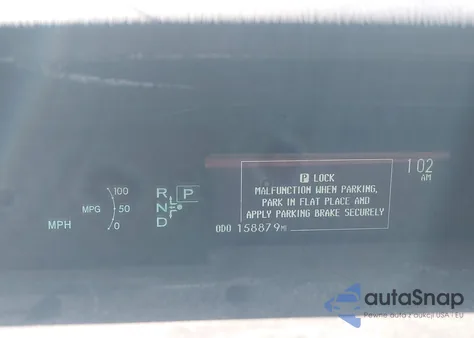 1:02
AM
P LOCK
MALFUNCTION WHEN PARKING,
PARK IN FLAT PLACE AND
APPLY PARKING BRAKE SECURELY
ODO 158879 MI
100
MPG 50
0
MPH
R P
N
D
autoSnap
Pewne auta z aukcji USA i EU